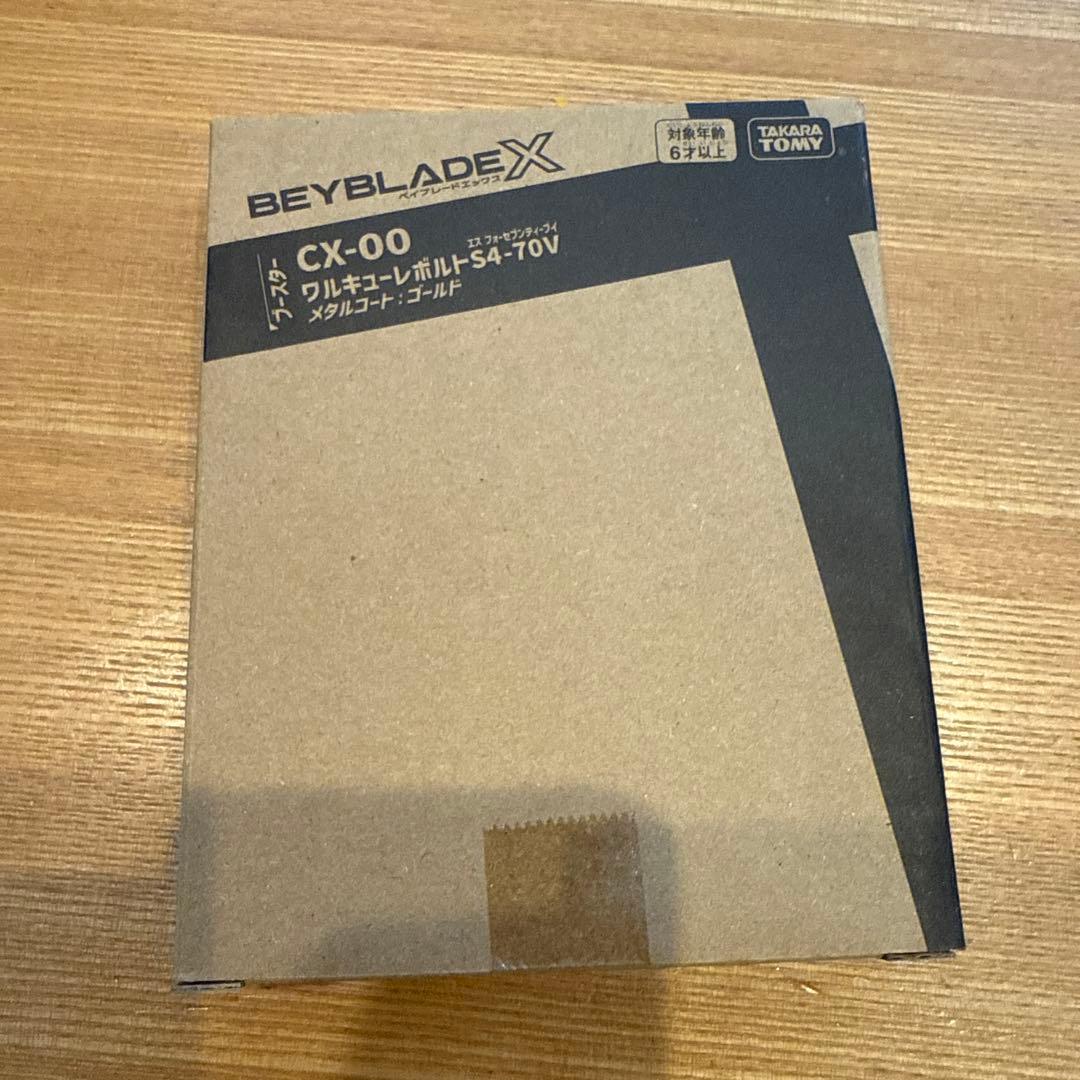 BEYBLADE X
ベイブレードエックス
対象年齢
6才以上
TAKARA
TOMY
ブースター
CX-00
エス フォーセブンティーブイ
ワルキューレボルトS4-70V
メタルコート：ゴールド